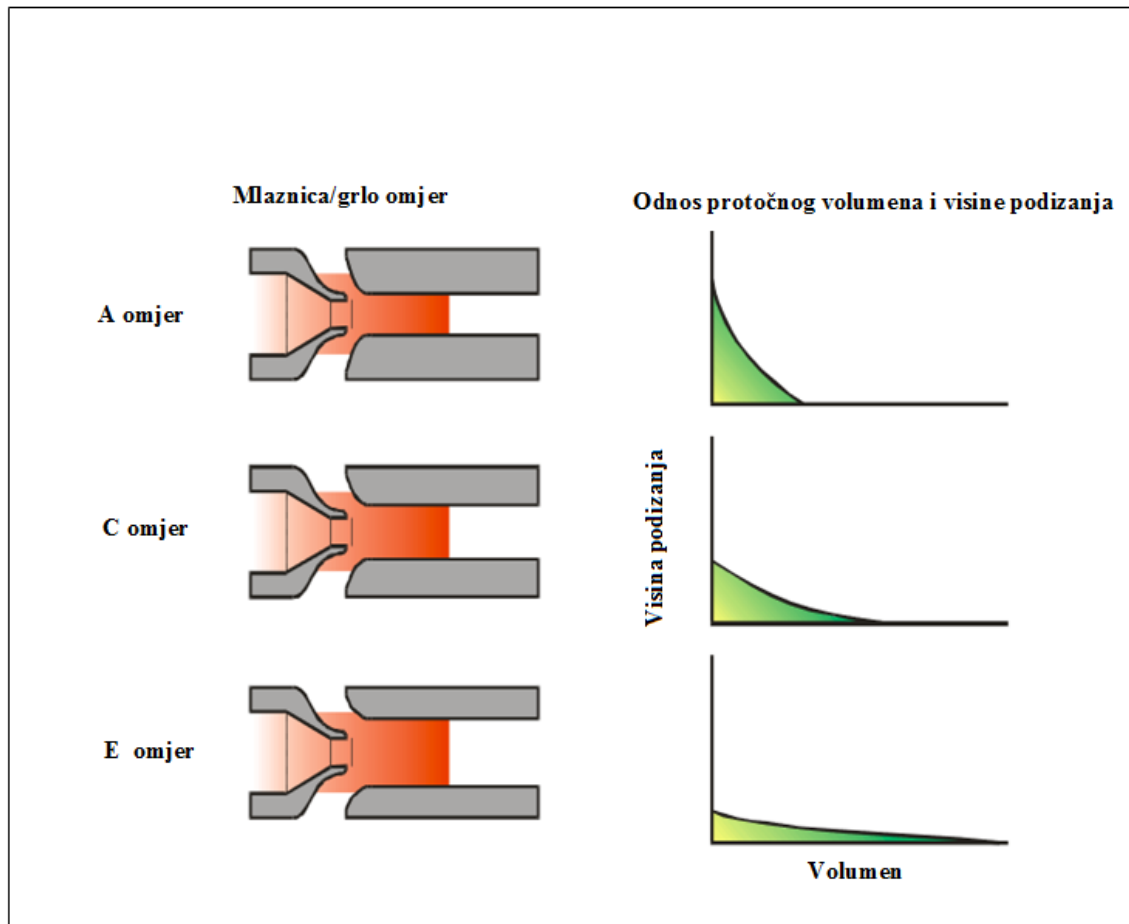 Mlaznica/grlo omjer
Odnos protočnog volumena i visine podizanja
A omjer
C omjer
Visina podizanja
E omjer
Volumen